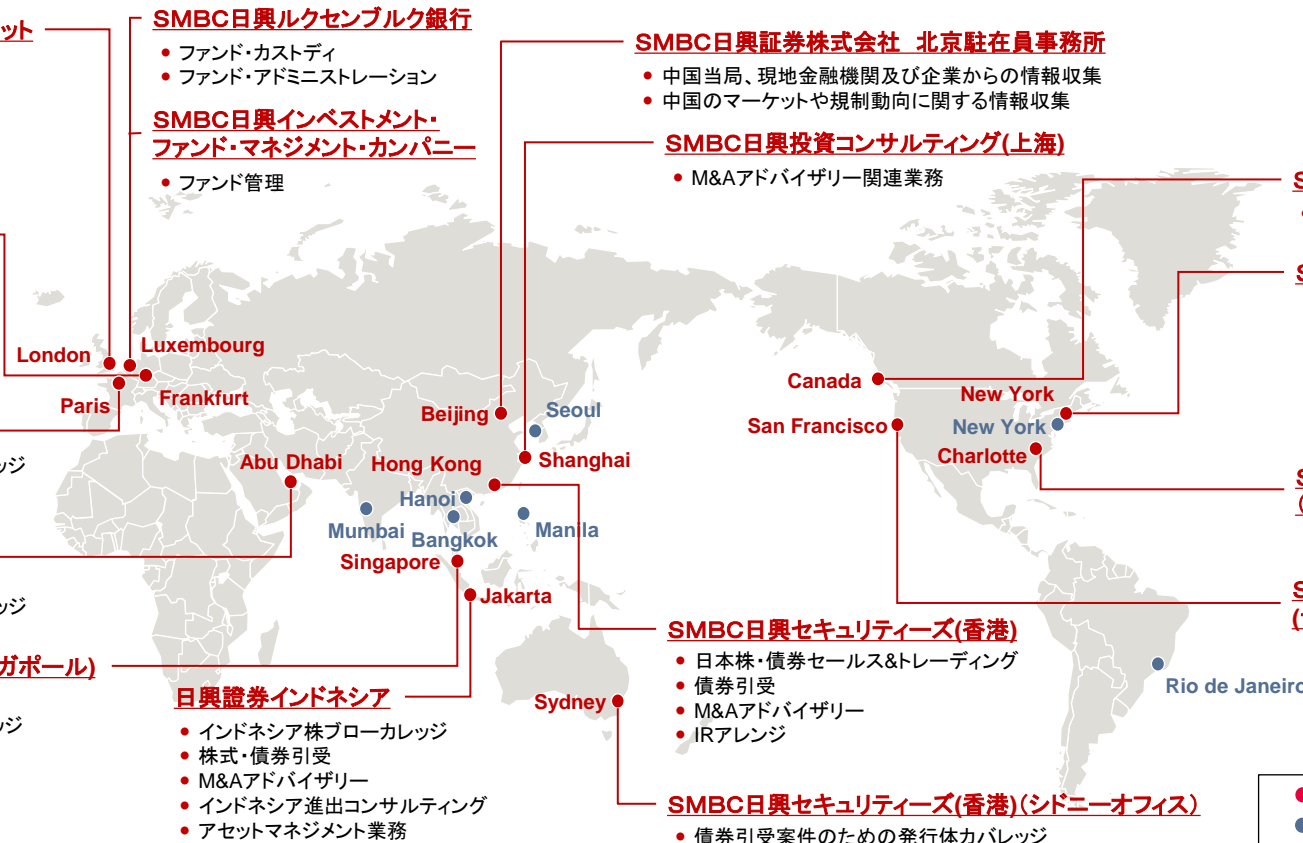 ット
SMBC日興ルクセンブルク銀行
• ファンド・カストディ
• ファンド・アドミニストレーション
SMBC日興インベストメント・
ファンド・マネジメント・カンパニー
• ファンド管理
SMBC日興証券株式会社 北京駐在員事務所
• 中国当局、現地金融機関及び企業からの情報収集
• 中国のマーケットや規制動向に関する情報収集
SMBC日興投資コンサルティング(上海)
• M&Aアドバイザリー関連業務
London
Luxembourg
Paris
Frankfurt
Beijing
Seoul
Abu Dhabi
Hong Kong
Shanghai
Hanoi
Mumbai
Bangkok
Manila
Singapore
Jakarta
Sydney
Canada
New York
San Francisco
New York
Charlotte
Rio de Janeiro
ッジ
ッジ
ガポール)
ッジ
日興證券インドネシア
• インドネシア株ブローカレッジ
• 株式・債券引受
• M&Aアドバイザリー
• インドネシア進出コンサルティング
• アセットマネジメント業務
SMBC日興セキュリティーズ(香港)
• 日本株・債券セールス&トレーディング
• 債券引受
• M&Aアドバイザリー
• IRアレンジ
SMBC日興セキュリティーズ(香港)(シドニーオフィス)
• 債券引受案件のための発行体カバレッジ